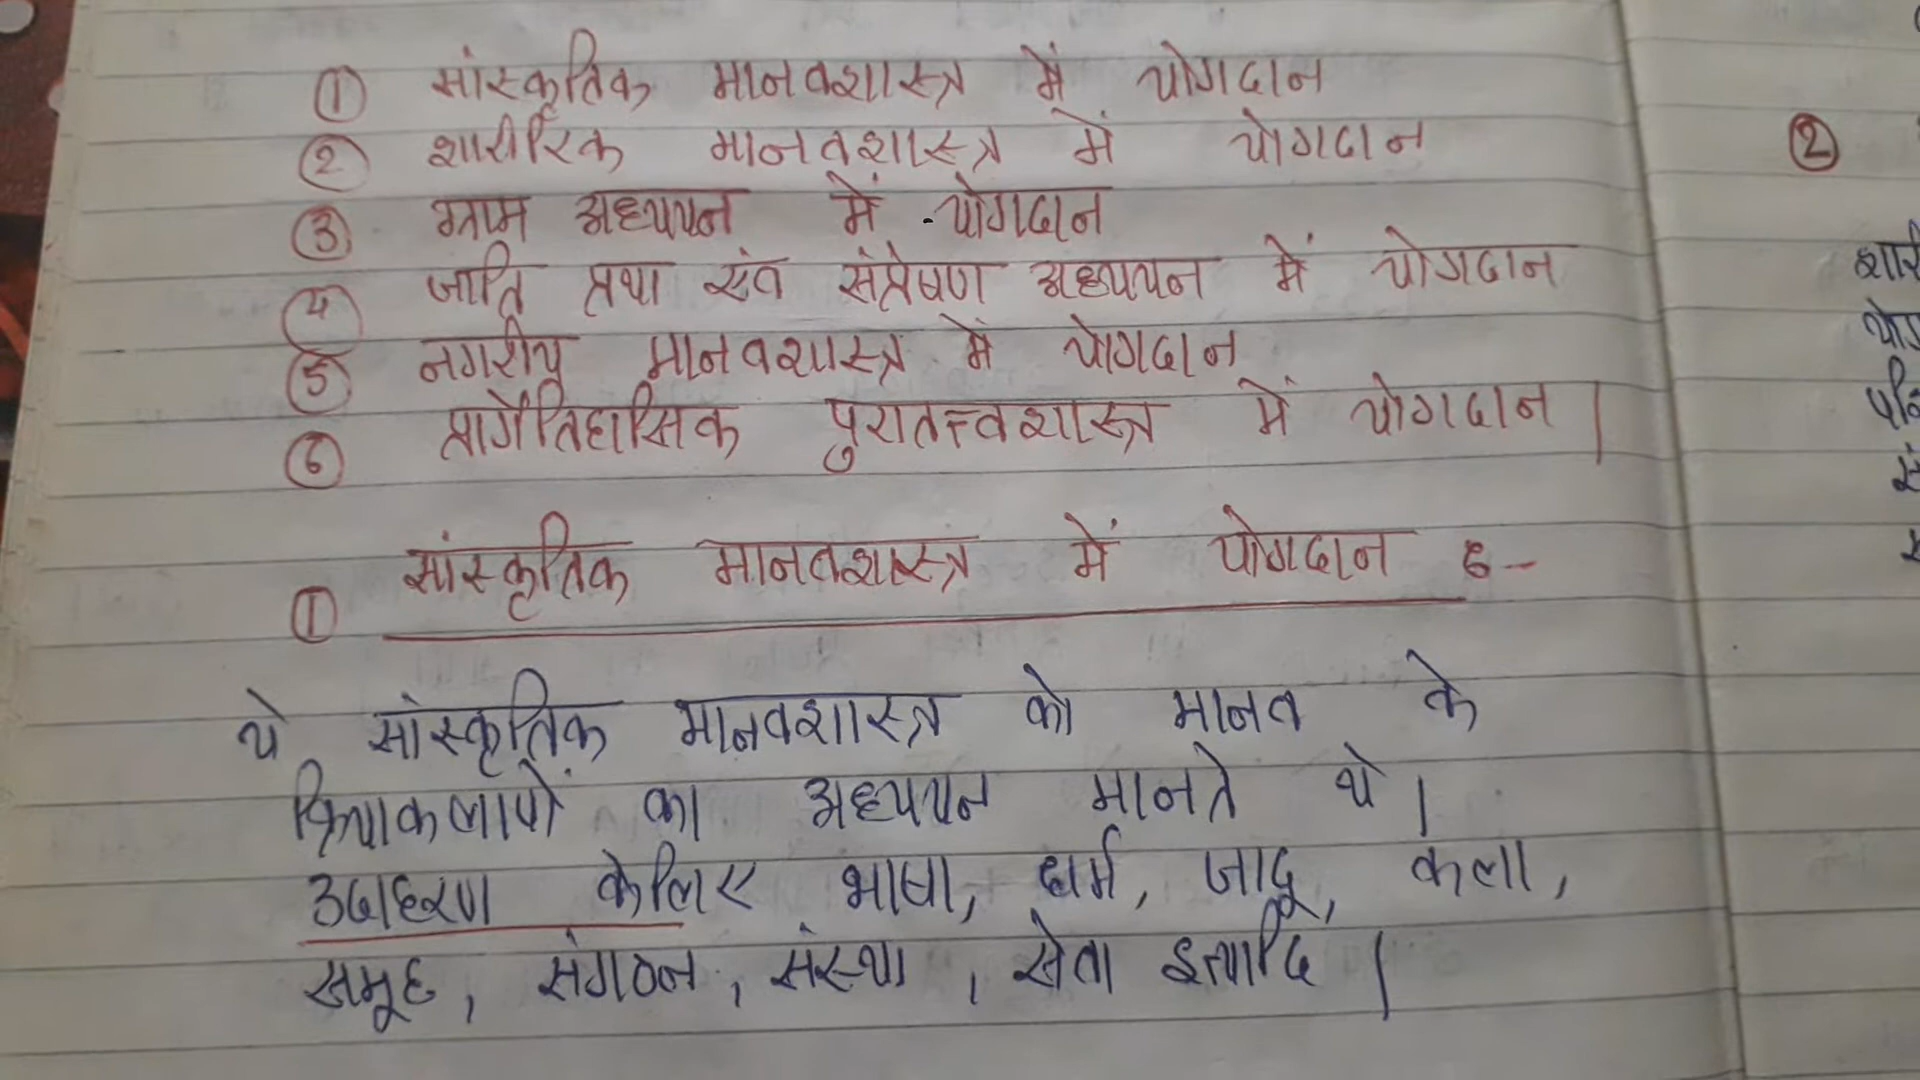 ① सांस्कृतिक मानवशास्त्र में योगदान
② शारीरिक मानवशास्त्र में योगदान
③ ग्राम अध्ययन में योगदान
④ जाति प्रथा एंव संप्रेषण अध्ययन में योगदान
⑤ नगरीय मानवशास्त्र में योगदान
⑥ प्रागैतिहासिक पुरातत्त्वशास्त्र में योगदान |
① सांस्कृतिक मानवशास्त्र में योगदान ః-
ये सांस्कृतिक मानवशास्त्र को मानव के
क्रियाकलापों का अध्ययन मानते थे |
उदाहरण केलिए भाषा, धर्म, जादू, कला,
समूह, संगठन, संस्था, सेवा इत्यादि |
②